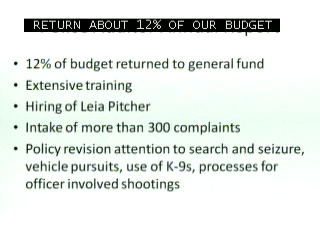 RETURN ABOUT 12% OF OUR BUDGET
• 12% of budget returned to general fund
• Extensive training
• Hiring of Leia Pitcher
• Intake of more than 300 complaints
• Policy revision attention to search and seizure,
vehicle pursuits, use of K-9s, processes for
officer involved shootings